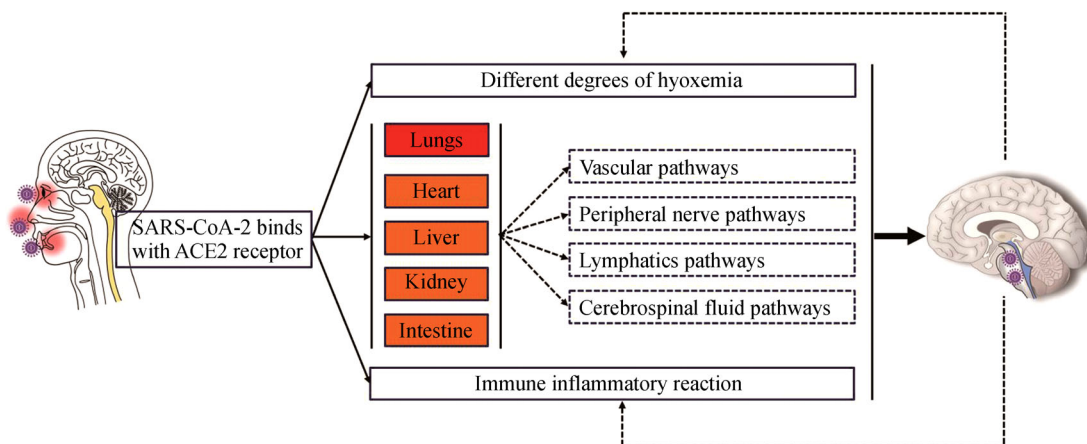 Different degrees of hyoxemia
Lungs
Heart
Liver
Kidney
Intestine
SARS-CoA-2 binds
with ACE2 receptor
Vascular pathways
Peripheral nerve pathways
Lymphatics pathways
Cerebrospinal fluid pathways
Immune inflammatory reaction